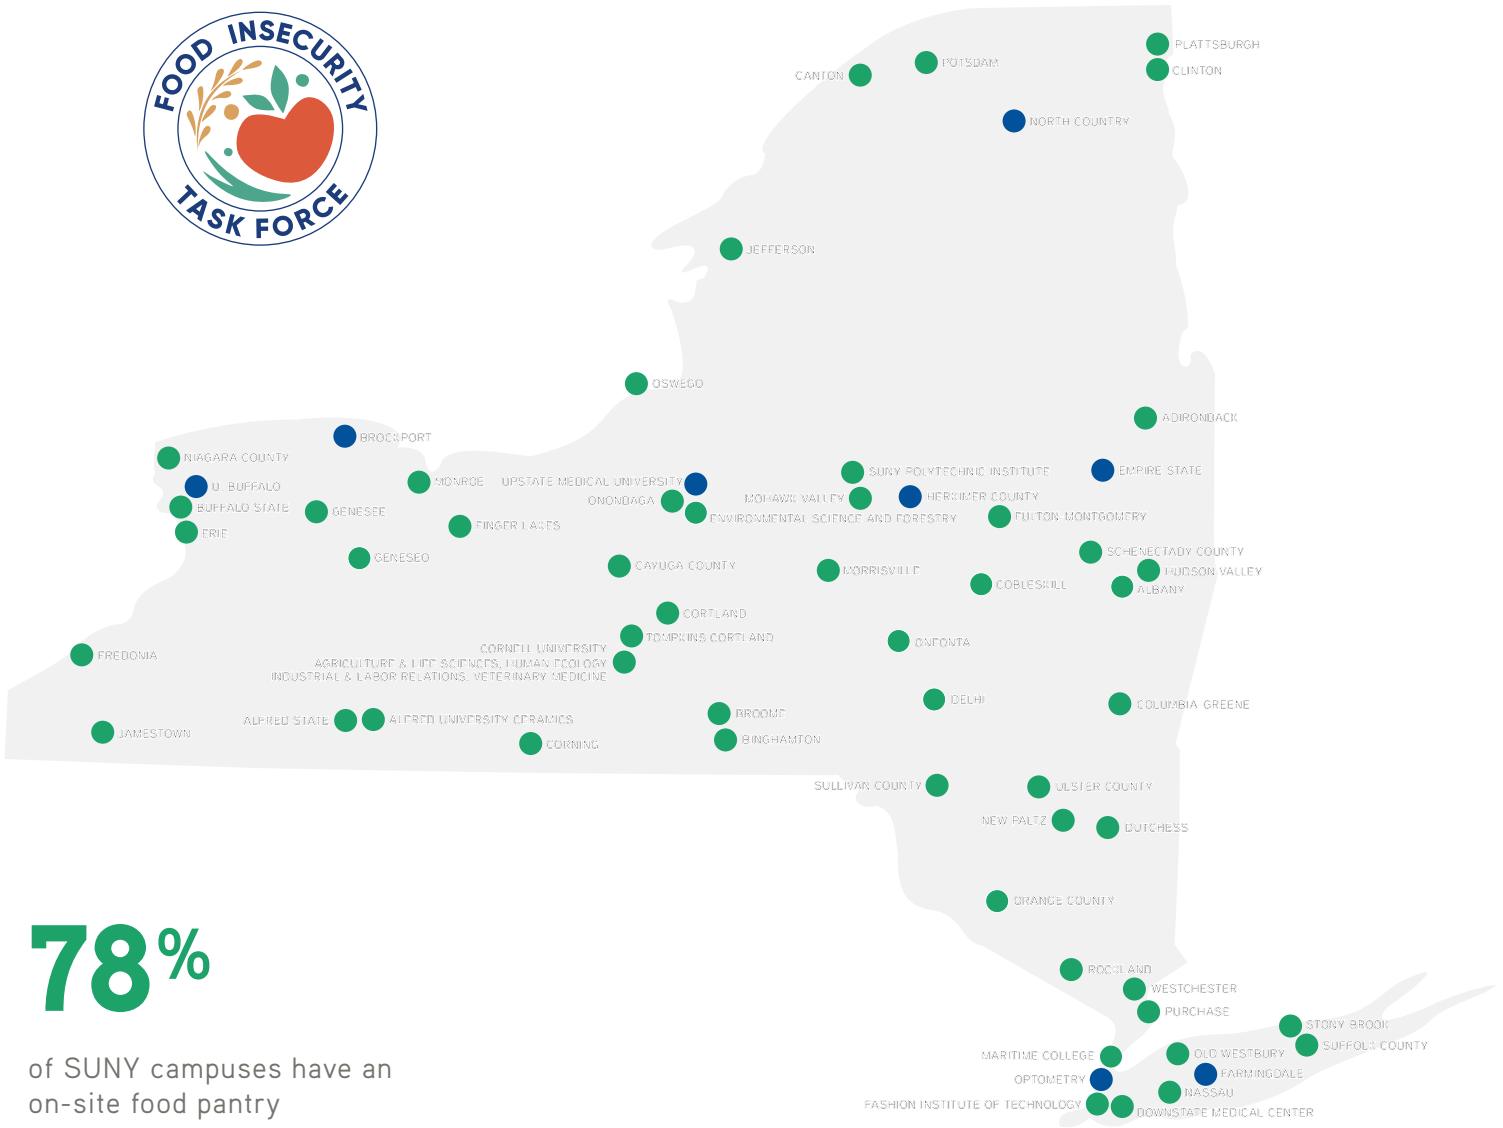 FOOD INSECURITY
TASK FORCE
PLATTSBURGH
POTSDAM
CANTON
CLINTON
NORTH COUNTRY
JEFFERSON
OSWEGO
ADIRONDACK
BROCKPORT
NIAGARA COUNTY
EMPIRE STATE
SUNY POLYTECHNIC INSTITUTE
MONROE
UPSTATE MEDICAL UNIVERSITY
U. BUFFALO
HERKIMER COUNTY
MOHAWK VALLEY
ONONDAGA
BUFFALO STATE
GENESEE
FULTON-MONTGOMERY
ENVIRONMENTAL SCIENCE AND FORESTRY
FINGER LAKES
ERIE
SCHENECTADY COUNTY
GENESEO
CAYUGA COUNTY
MORRISVILLE
HUDSON VALLEY
COBLESKILL
ALBANY
CORTLAND
TOMPKINS CORTLAND
ONEONTA
CORNELL UNIVERSITY
AGRICULTURE & LIFE SCIENCES, HUMAN ECOLOGY
INDUSTRIAL & LABOR RELATIONS, VETERINARY MEDICINE
FREDONIA
DELHI
COLUMBIA GREENE
BROOME
ALFRED STATE
ALFRED UNIVERSITY CERAMICS
JAMESTOWN
BINGHAMTON
CORNING
SULLIVAN COUNTY
ULSTER COUNTY
NEW PALTZ
DUTCHESS
ORANGE COUNTY
ROCKLAND
WESTCHESTER
PURCHASE
STONY BROOK
SUFFOLK COUNTY
MARITIME COLLEGE
OLD WESTBURY
FARMINGDALE
OPTOMETRY
NASSAU
FASHION INSTITUTE OF TECHNOLOGY
DOWNSTATE MEDICAL CENTER
78%
of SUNY campuses have an
on-site food pantry